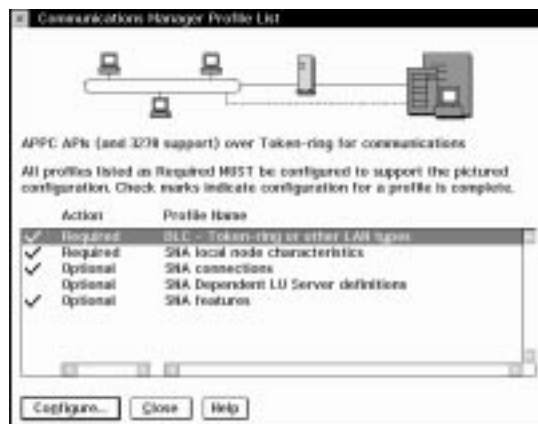 Communications Manager Profile List
APPC APIs (and 3270 support) over Token-ring for communications
All profiles listed as Required MUST be configured to support the pictured
configuration. Check marks indicate configuration for a profile is complete.
Action Profile Name
Required DLC - Token-ring or other LAN types
Required SNA local node characteristics
Optional SNA connections
Optional SNA Dependent LU Server definitions
Optional SNA features
Configure... Close Help